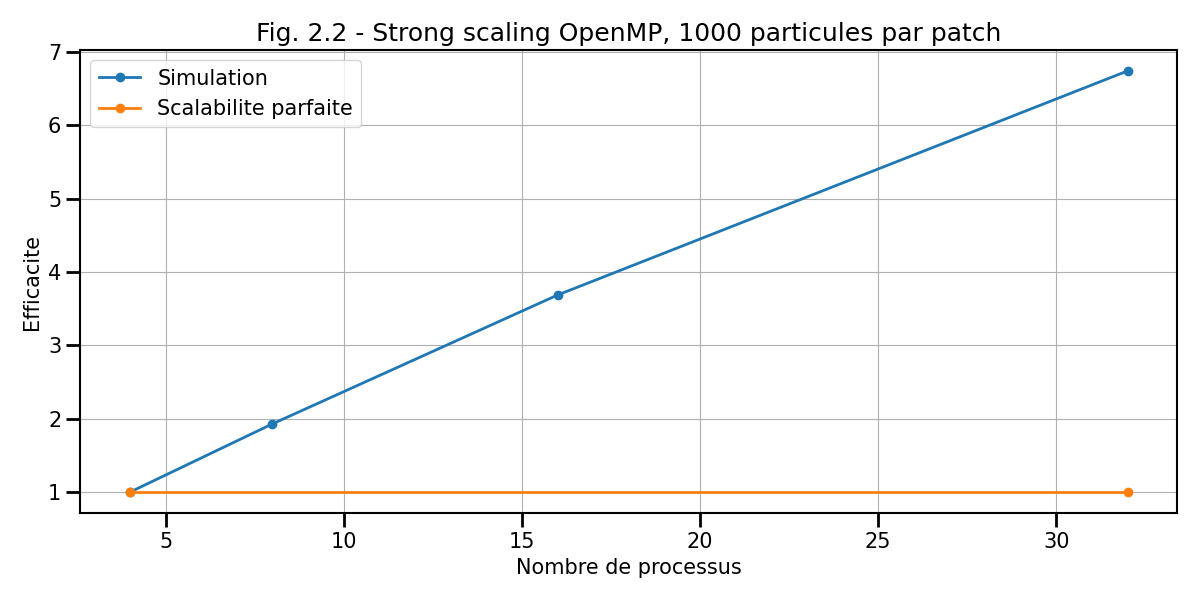 Fig. 2.2 - Strong scaling OpenMP, 1000 particules par patch
Simulation
Scalabilite parfaite
Efficacite
7
6
5
4
3
2
1
5 10 15 20 25 30
Nombre de processus